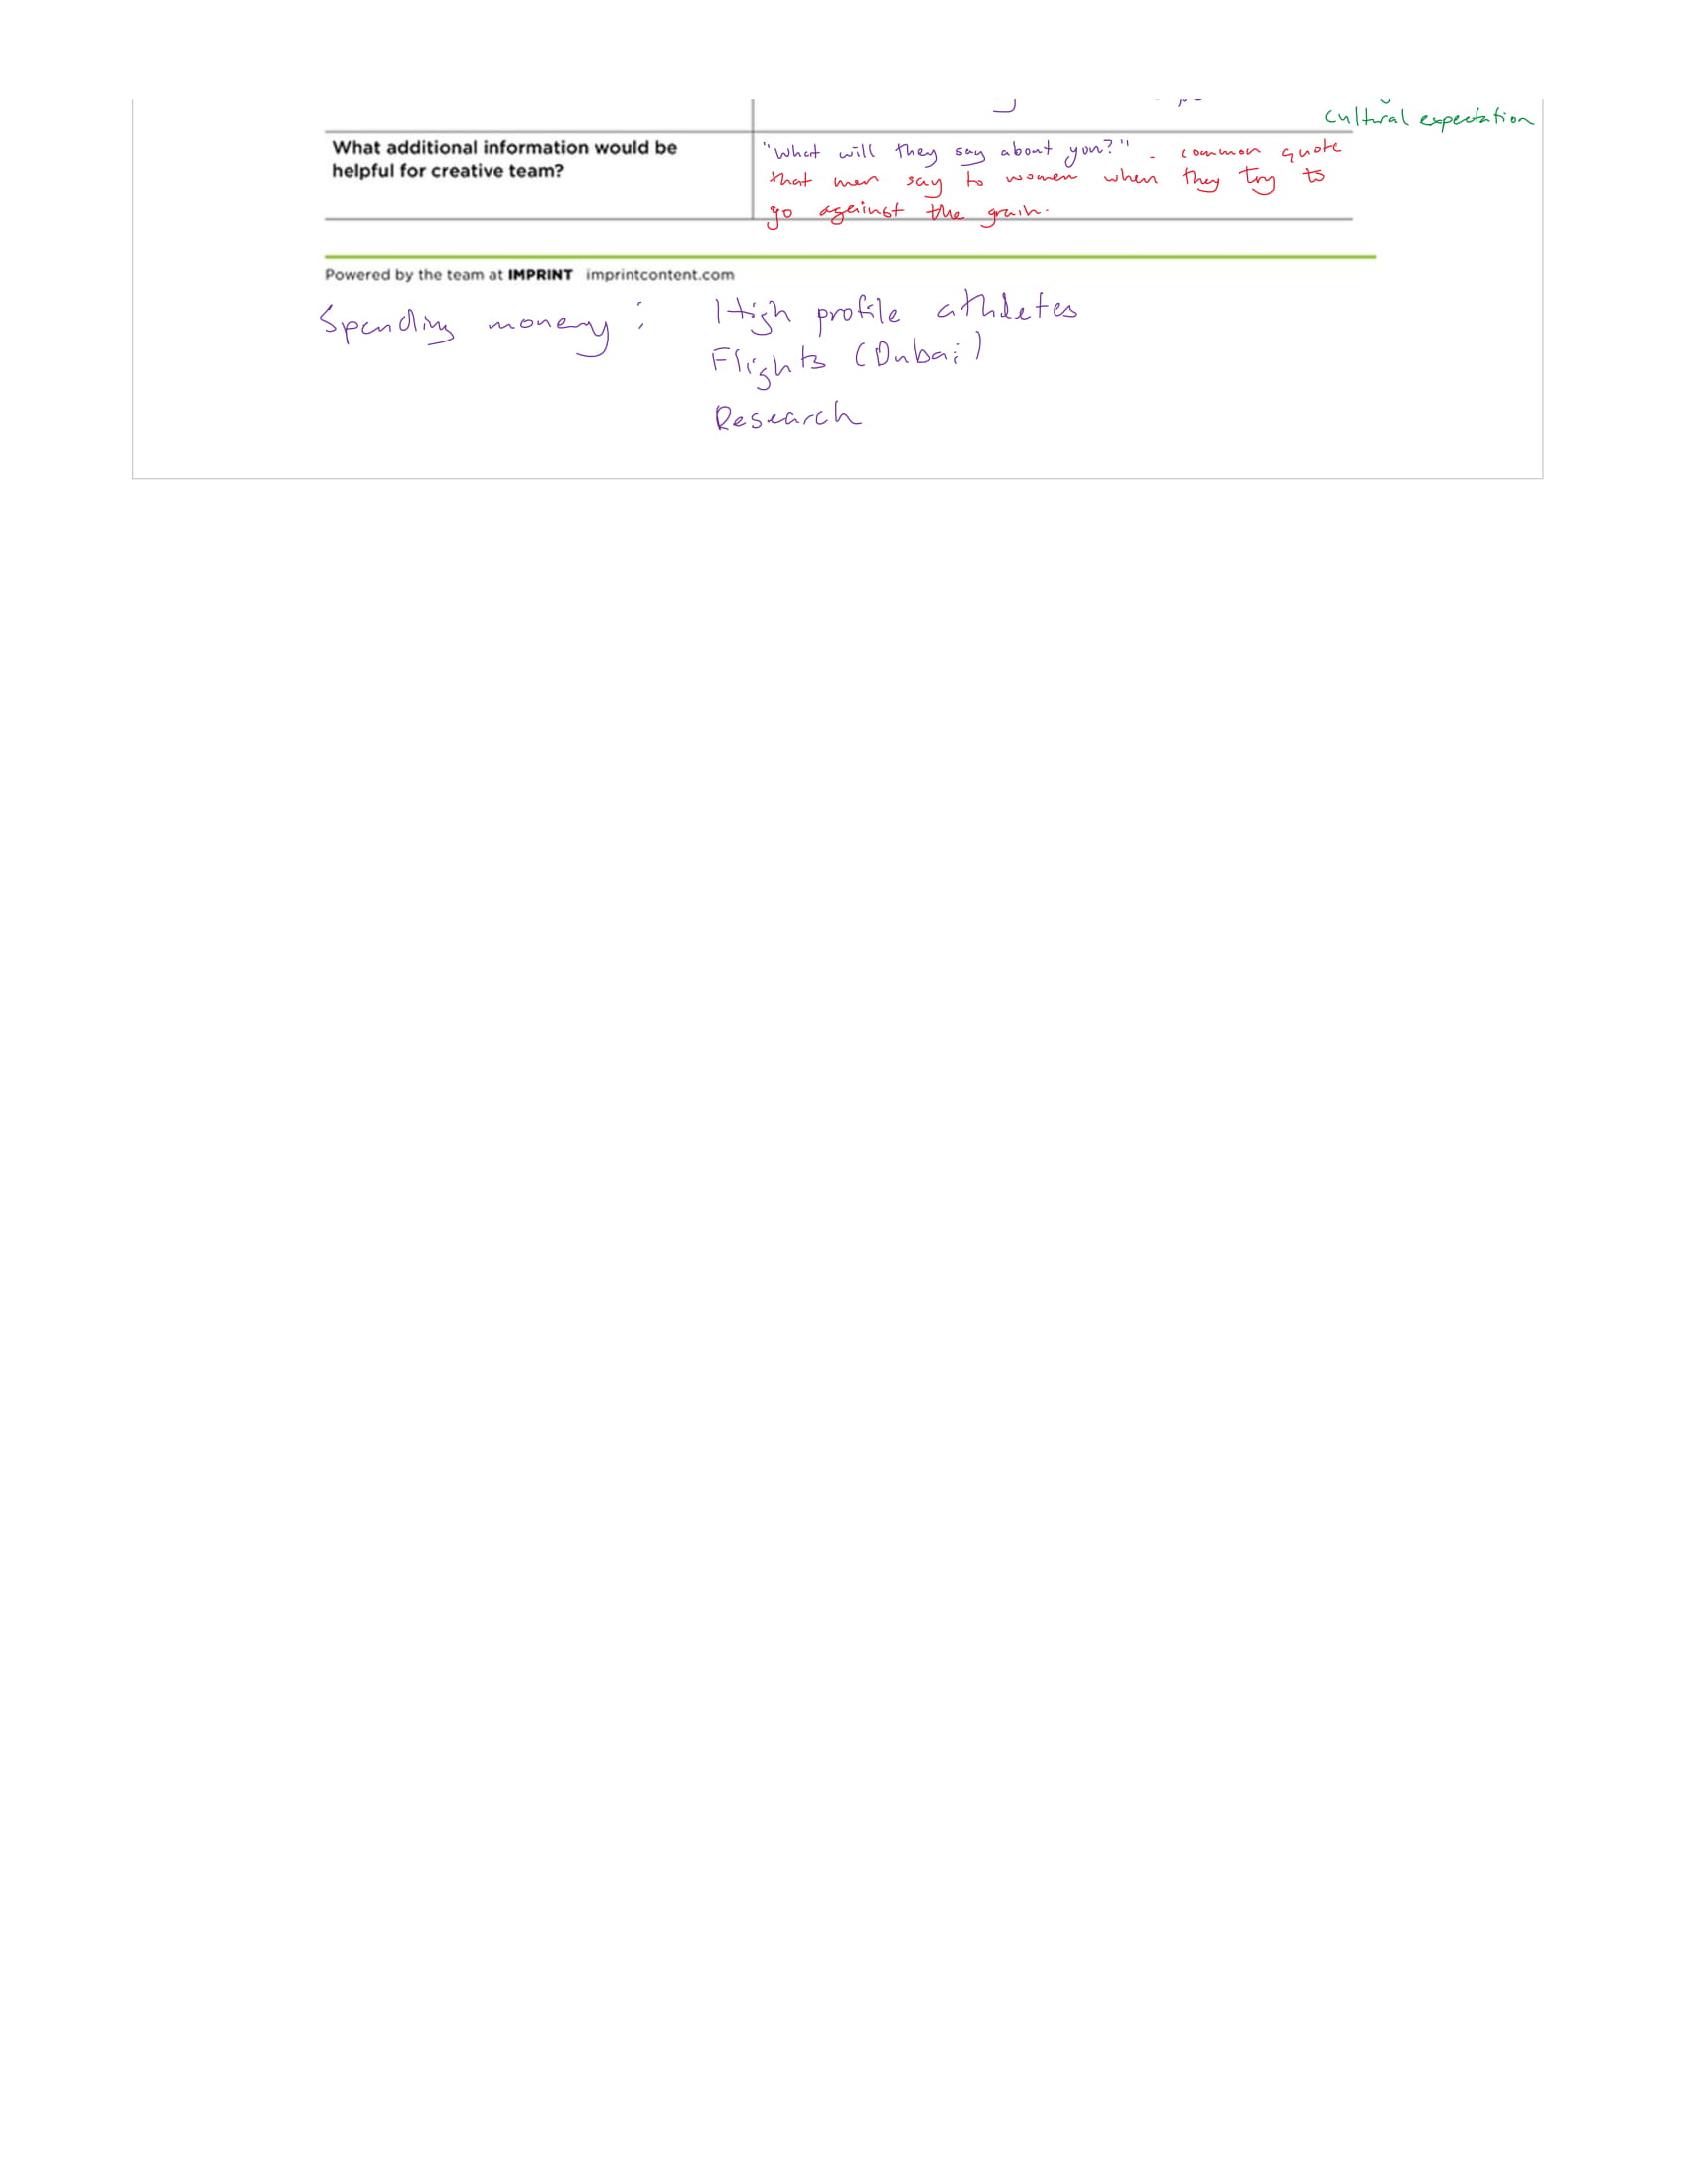 cultural expectation
What additional information would be
helpful for creative team?
"What will they say about you?" - common quote
that men say to women when they try to
go against the grain.
Powered by the team at IMPRINT imprintcontent.com
Spending money : High profile athletes
Flights (Dubai)
Research